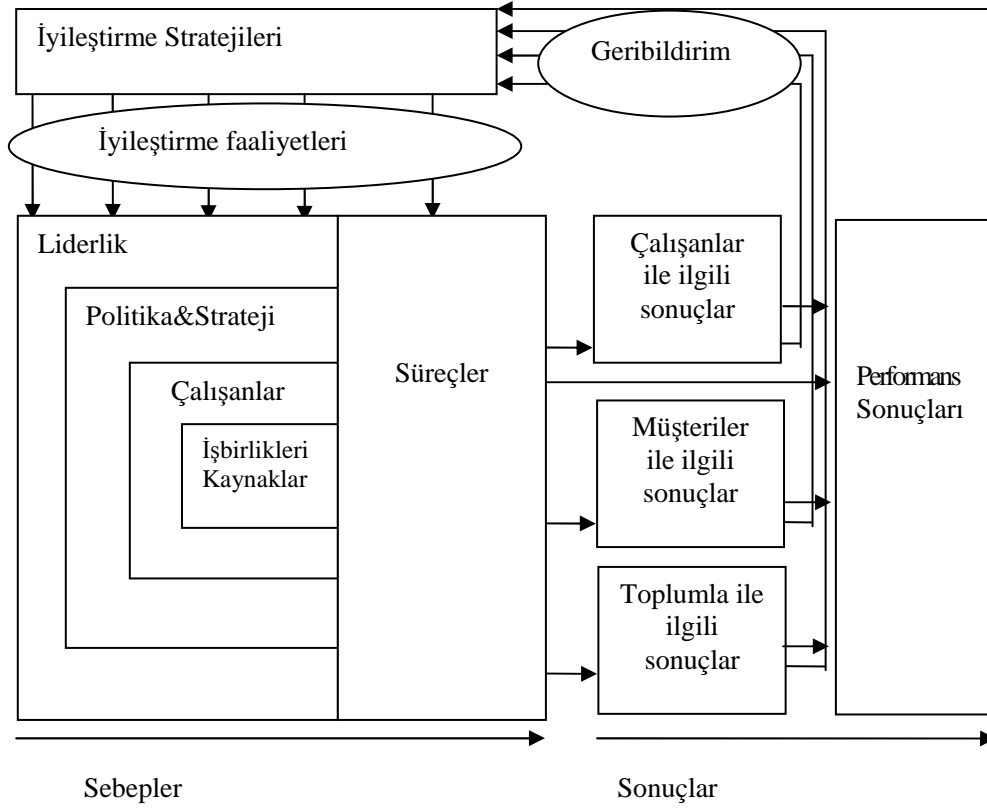 İyileştirme Stratejileri
Geribildirim
İyileştirme faaliyetleri
Liderlik
Politika&Strateji
Çalışanlar
İşbirlikleri
Kaynaklar
Süreçler
Çalışanlar
ile ilgili
sonuçlar
Müşteriler
ile ilgili
sonuçlar
Toplumla ile
ilgili
sonuçlar
Performans
Sonuçları
Sebepler
Sonuçlar